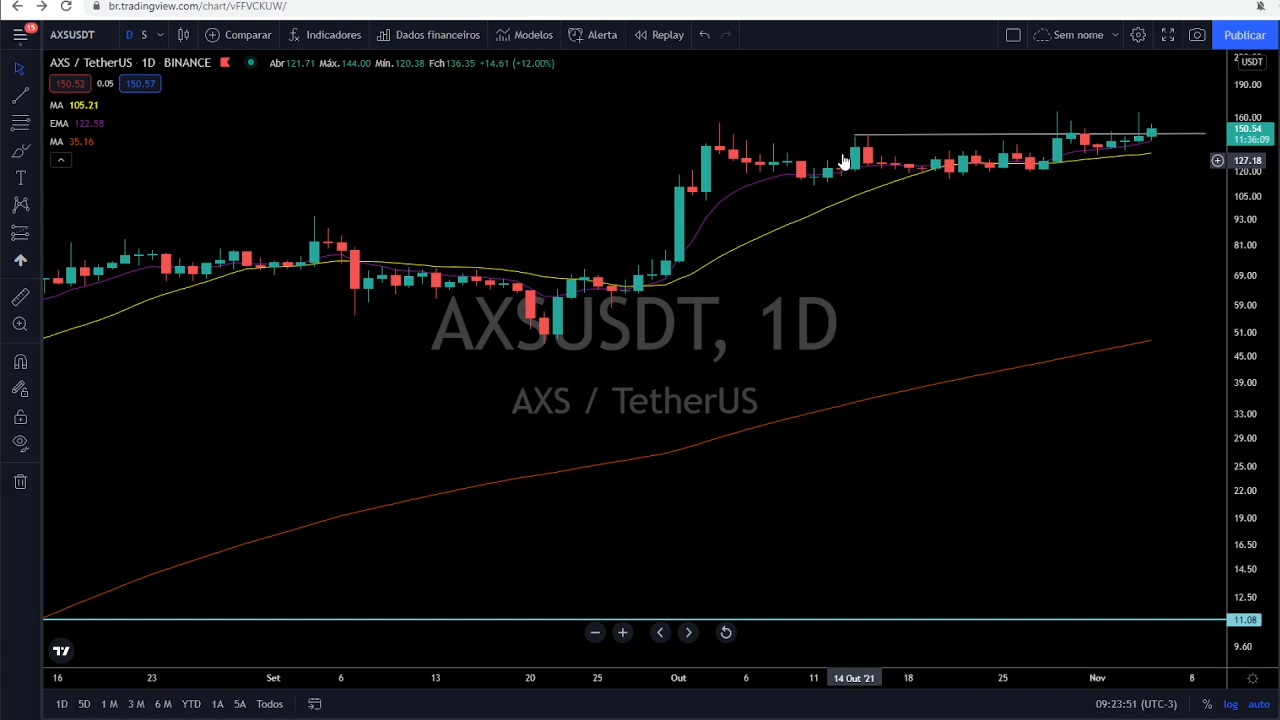 br.tradingview.com/chart/vFFVCKUW/
15
AXSUSDT D S Comparar Indicadores Dados financeiros Modelos Alerta Replay Sem nome Publicar
AXS / TetherUS 1D BINANCE Abr121.71 Máx.144.00 Mín.120.38 Fch136.35 +14.61 (+12.00%)
USDT
150.52 0.05 150.57
190.00
MA 105.21
160.00
EMA 122.58
150.54
11:36:09
MA 35.16
127.18
120.00
105.00
93.00
81.00
69.00
59.00
51.00
45.00
39.00
33.00
29.00
25.00
22.00
19.00
16.50
14.50
12.50
11.08
9.60
AXSUSDT, 1D
AXS / TetherUS
16 23 Set 6 13 20 25 Out 6 11 14 Out '21 18 25 Nov 8
1D 5D 1 M 3 M 6 M YTD 1A 5A Todos 09:23:51 (UTC-3) % log auto